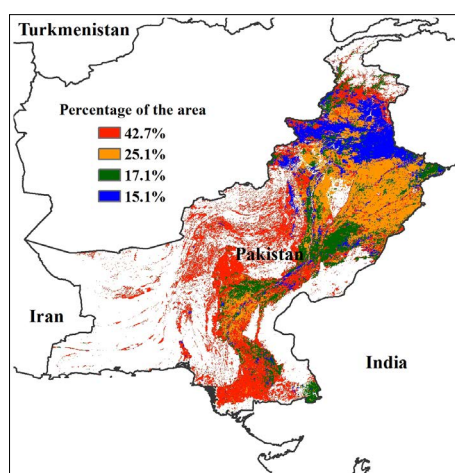 Turkmenistan
Percentage of the area
42.7%
25.1%
17.1%
15.1%
Pakistan
Iran
India